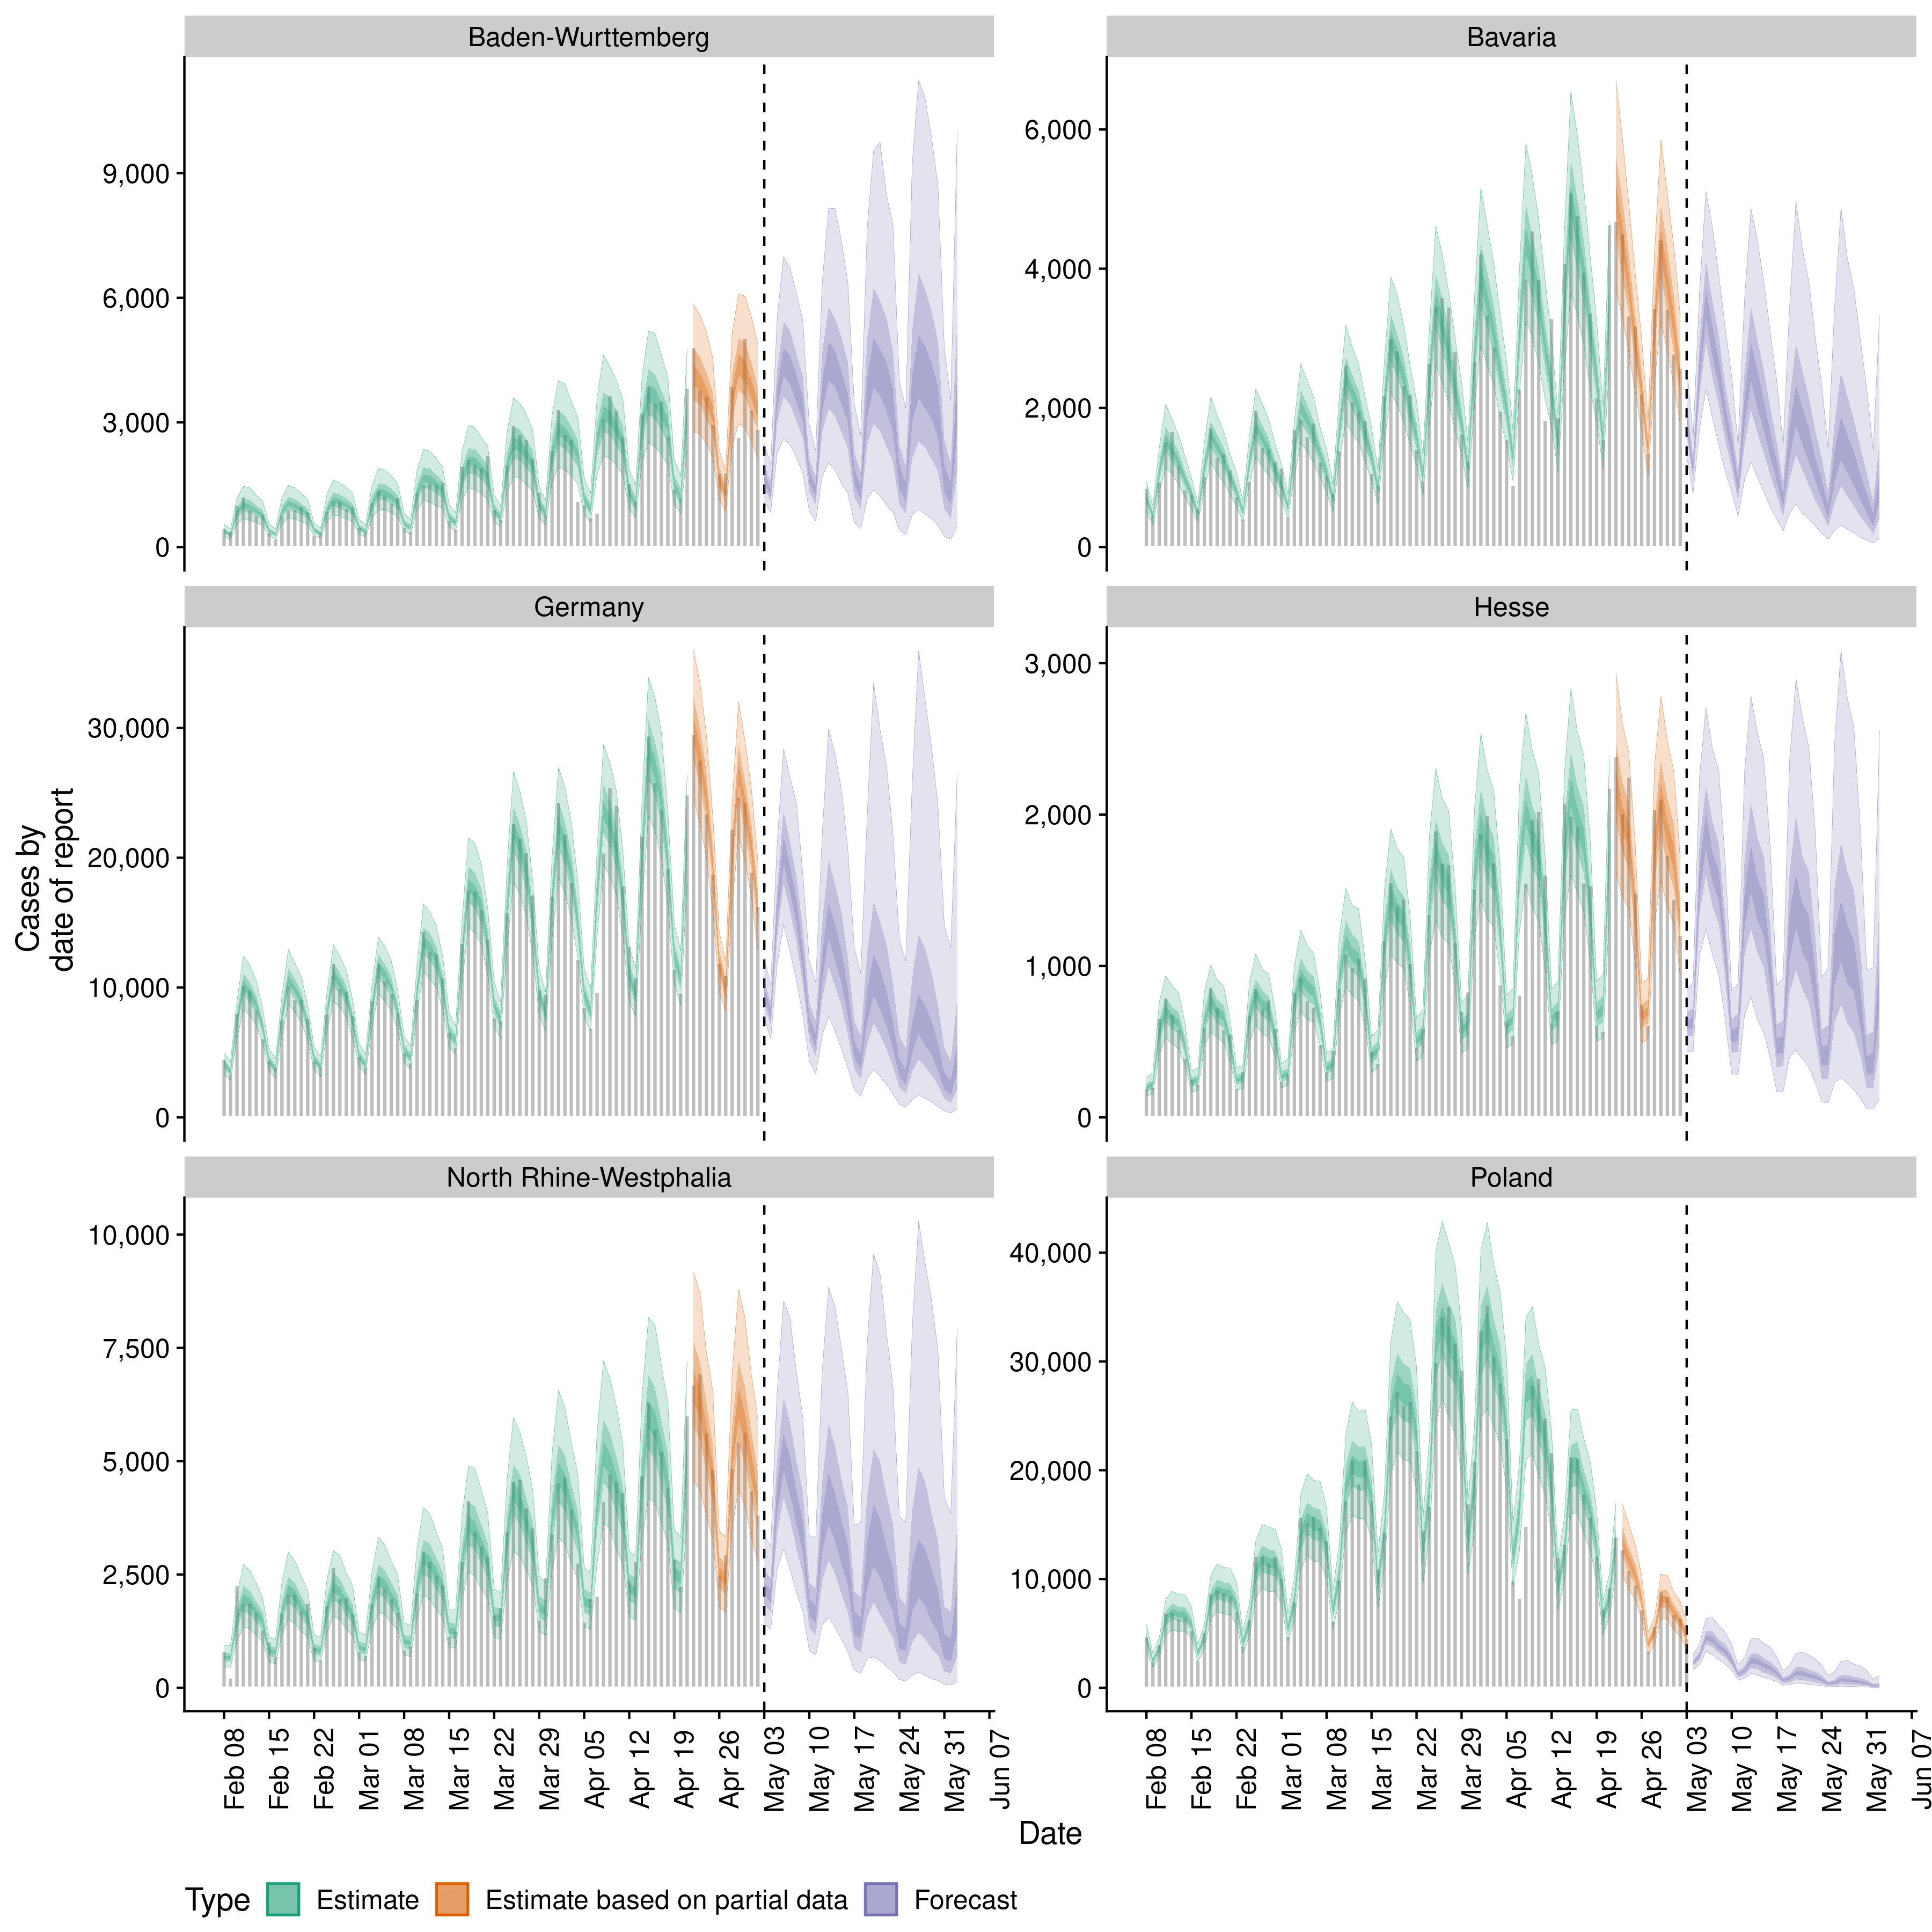 Baden-Wurttemberg
Bavaria
9,000
6,000
3,000
0
6,000
4,000
2,000
0
Germany
Hesse
30,000
20,000
10,000
0
3,000
2,000
1,000
0
Cases by
date of report
North Rhine-Westphalia
Poland
10,000
7,500
5,000
2,500
0
40,000
30,000
20,000
10,000
0
Feb 08
Feb 15
Feb 22
Mar 01
Mar 08
Mar 15
Mar 22
Mar 29
Apr 05
Apr 12
Apr 19
Apr 26
May 03
May 10
May 17
May 24
May 31
Jun 07
Feb 08
Feb 15
Feb 22
Mar 01
Mar 08
Mar 15
Mar 22
Mar 29
Apr 05
Apr 12
Apr 19
Apr 26
May 03
May 10
May 17
May 24
May 31
Jun 07
Date
Type Estimate Estimate based on partial data Forecast